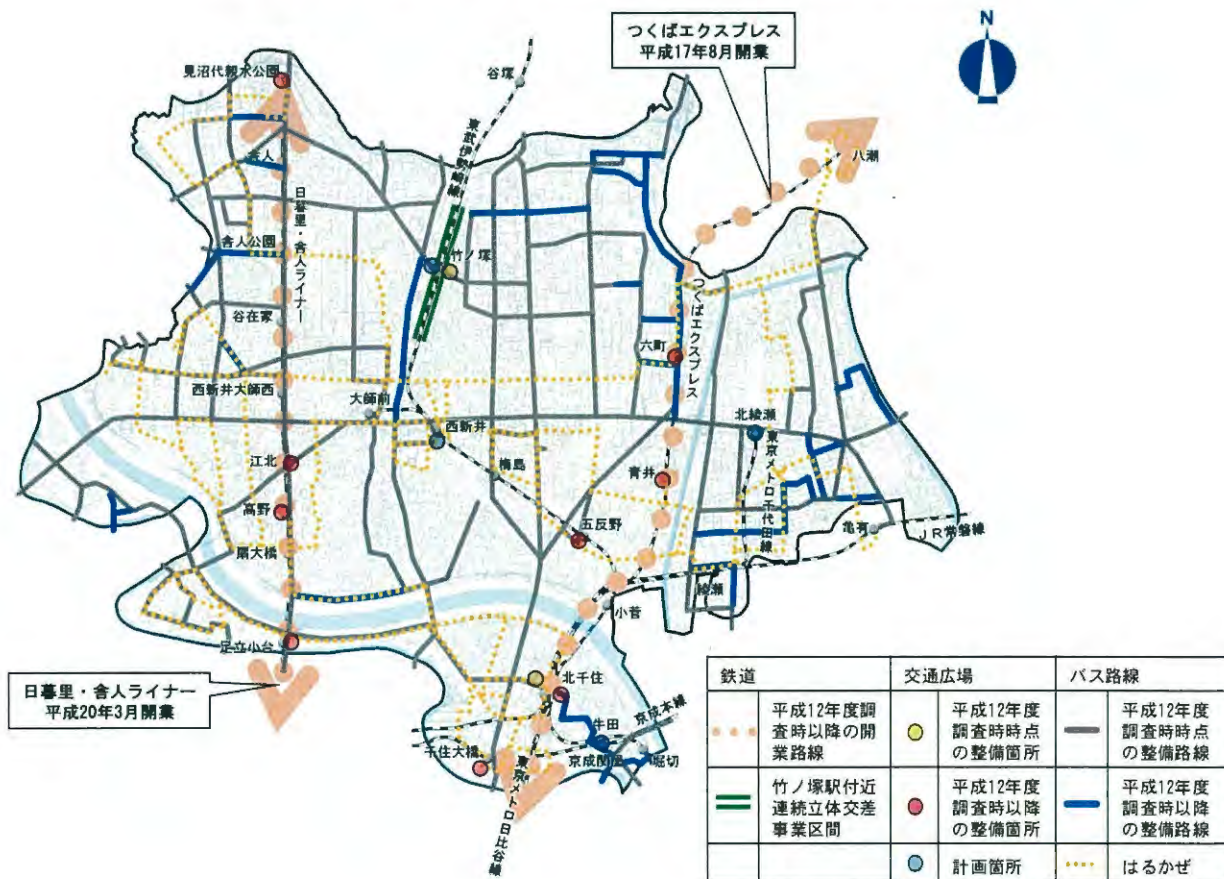 N
つくばエクスプレス
平成17年8月開業
見沼代親水公園
谷塚
東武伊勢崎線
八潮
舎人
日暮里・舎人ライナー
舎人公園
竹ノ塚
つくばエクスプレス
谷在家
六町
西新井大師西
大師前
西新井
北綾瀬
東京メトロ千代田線
江北
梅島
青井
高野
五反野
亀有
JR常磐線
扇大橋
綾瀬
小菅
足立小台
北千住
日暮里・舎人ライナー
平成20年3月開業
牛田
京成本線
千住大橋
京成関屋
堀切
東京メトロ日比谷線
鉄道
交通広場
バス路線
平成12年度調
査時以降の開
業路線
平成12年度
調査時時点
の整備箇所
平成12年度
調査時時点
の整備路線
竹ノ塚駅付近
連続立体交差
事業区間
平成12年度
調査時以降
の整備箇所
平成12年度
調査時以降
の整備路線
計画箇所
はるかぜ